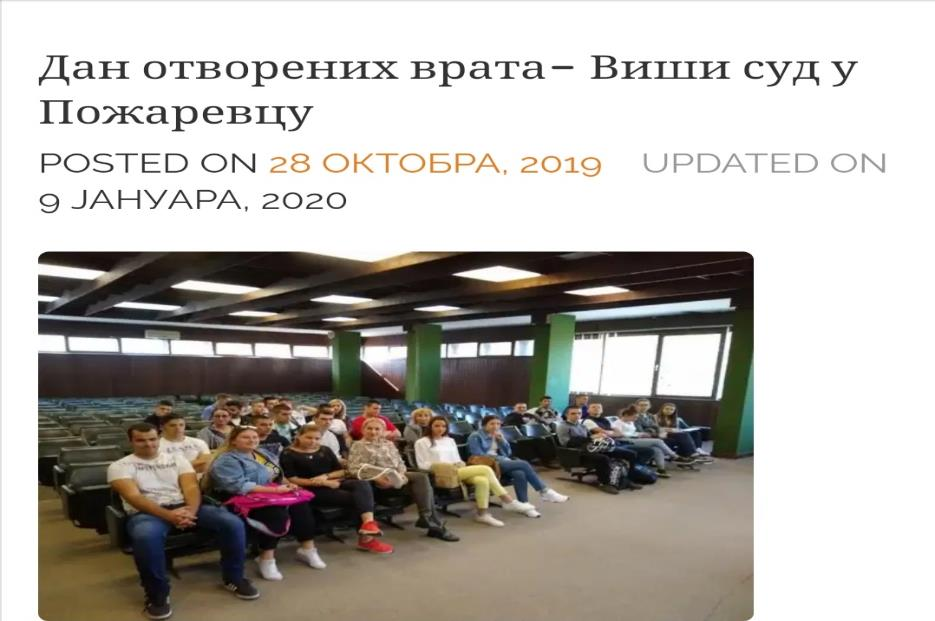 Дан отворених врата– Виши суд у
Пожаревцу
POSTED ON 28 ОКТОБРА, 2019 UPDATED ON
9 ЈАНУАРА, 2020